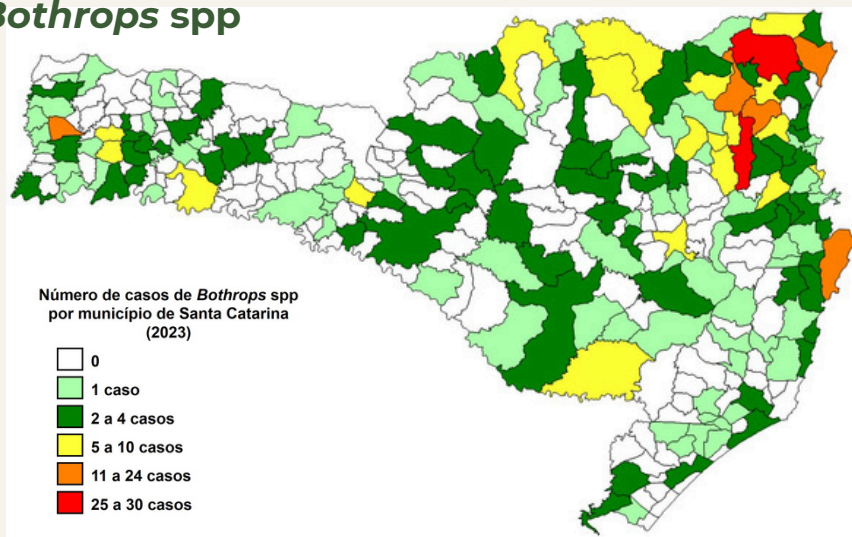 Bothrops spp
Número de casos de Bothrops spp
por município de Santa Catarina
(2023)
0
1 caso
2 a 4 casos
5 a 10 casos
11 a 24 casos
25 a 30 casos